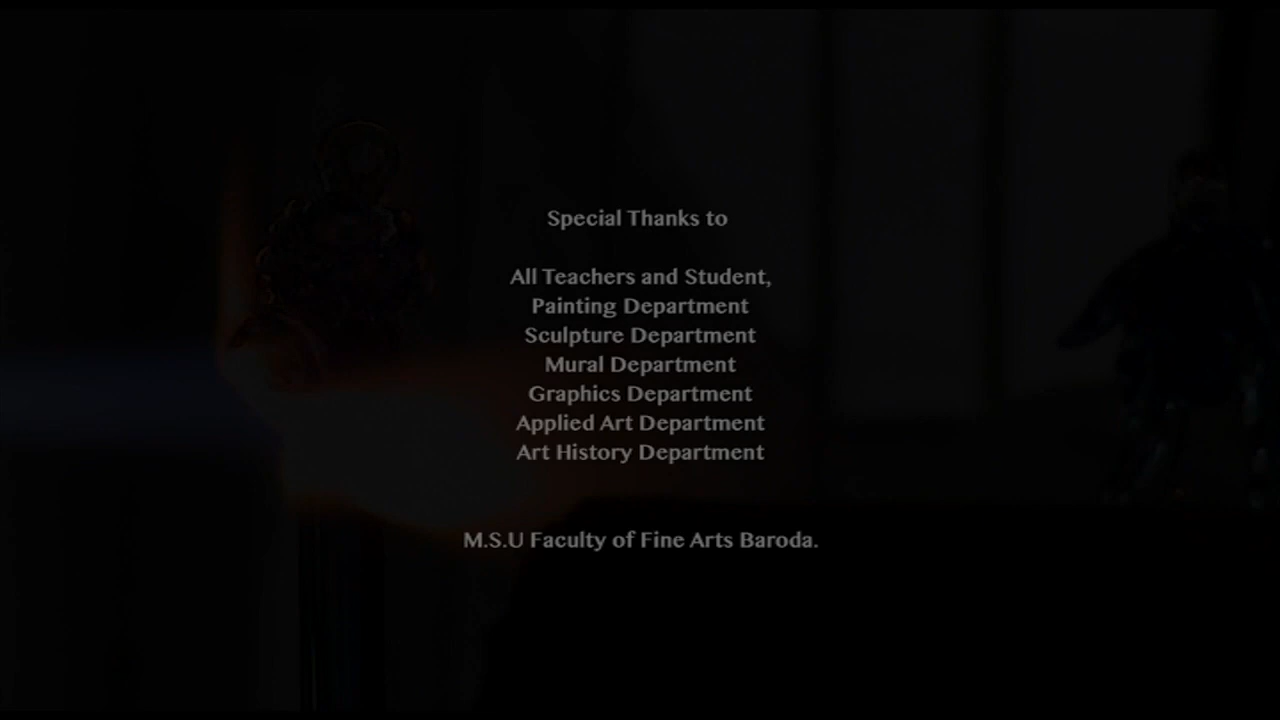 Special Thanks to
All Teachers and Student,
Painting Department
Sculpture Department
Mural Department
Graphics Department
Applied Art Department
Art History Department
M.S.U Faculty of Fine Arts Baroda.